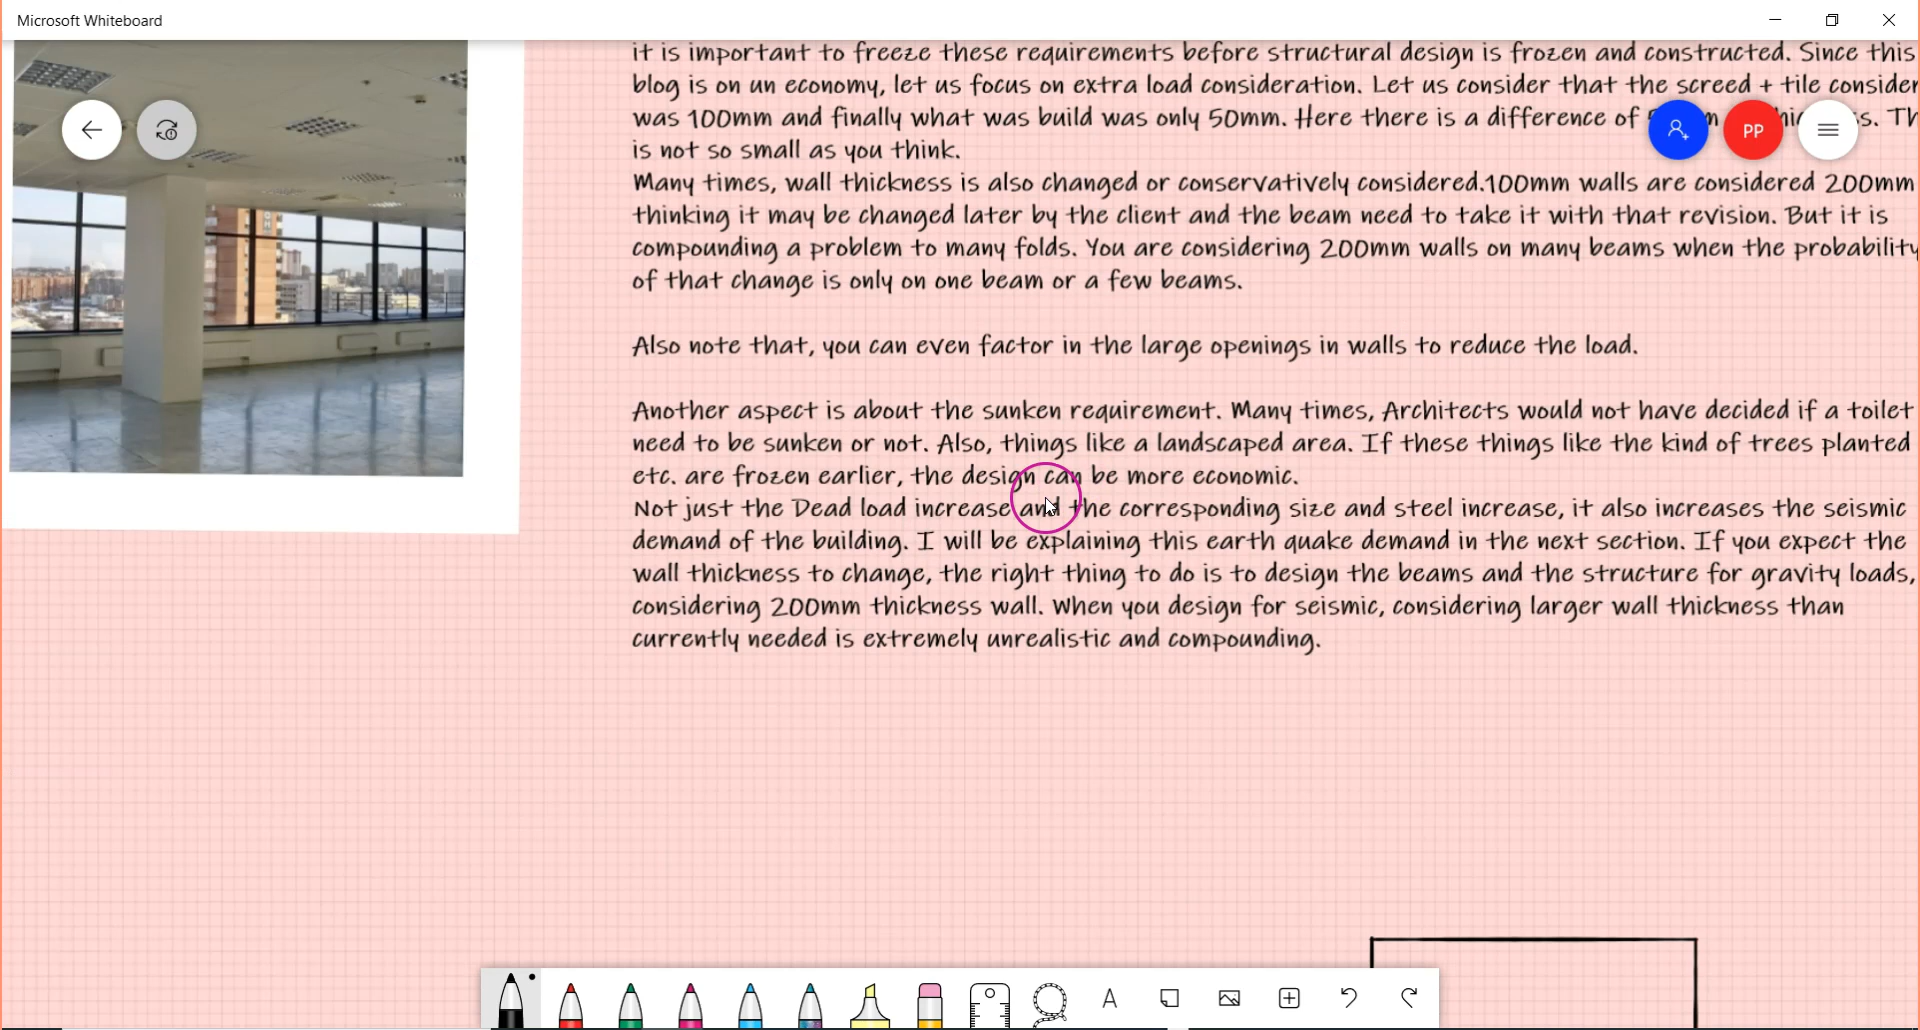 Microsoft Whiteboard
it is important to freeze these requirements before structural design is frozen and constructed. Since this
blog is on un economy, let us focus on extra load consideration. Let us consider that the screed + tile consider
was 100mm and finally what was build was only 50mm. Here there is a difference of
PP
is not so small as you think.
Many times, wall thickness is also changed or conservatively considered.100mm walls are considered 200mm
thinking it may be changed later by the client and the beam need to take it with that revision. But it is
compounding a problem to many folds. You are considering 200mm walls on many beams when the probability
of that change is only on one beam or a few beams.
Also note that, you can even factor in the large openings in walls to reduce the load.
Another aspect is about the sunken requirement. Many times, Architects would not have decided if a toilet
need to be sunken or not. Also, things like a landscaped area. If these things like the kind of trees planted
etc. are frozen earlier, the design can be more economic.
Not just the Dead load increase and the corresponding size and steel increase, it also increases the seismic
demand of the building. I will be explaining this earth quake demand in the next section. If you expect the
wall thickness to change, the right thing to do is to design the beams and the structure for gravity loads,
considering 200mm thickness wall. When you design for seismic, considering larger wall thickness than
currently needed is extremely unrealistic and compounding.
A